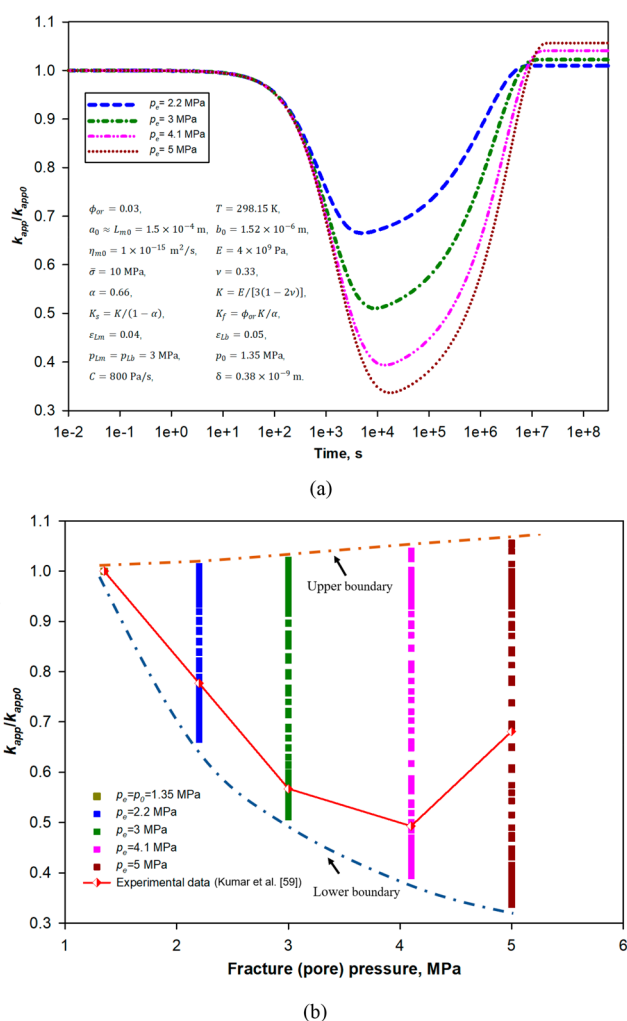 1.1
1.0
0.9
0.8
0.7
0.6
0.5
0.4
0.3
k_app/k_app0
p_e= 2.2 MPa
p_e= 3 MPa
p_e= 4.1 MPa
p_e= 5 MPa
ϕ_or = 0.03, T = 298.15 K,
a_0 ≈ L_m0 = 1.5 × 10⁻⁴ m, b_0 = 1.52 × 10⁻⁶ m,
η_m0 = 1 × 10⁻¹⁵ m²/s, E = 4 × 10⁹ Pa,
σ̄ = 10 MPa, ν = 0.33,
α = 0.66, K = E/[3(1 − 2ν)],
K_s = K/(1 − α), K_f = ϕ_or K/α,
ε_Lm = 0.04, ε_Lb = 0.05,
p_Lm = p_Lb = 3 MPa, p_0 = 1.35 MPa,
C = 800 Pa/s, δ = 0.38 × 10⁻⁹ m.
1e-2 1e-1 1e+0 1e+1 1e+2 1e+3 1e+4 1e+5 1e+6 1e+7 1e+8
Time, s
(a)
1.1
1.0
0.9
0.8
0.7
0.6
0.5
0.4
0.3
k_app/k_app0
Upper boundary
p_e=p_0=1.35 MPa
p_e=2.2 MPa
p_e=3 MPa
p_e=4.1 MPa
p_e=5 MPa
Experimental data (Kumar et al. [59])
Lower boundary
1 2 3 4 5 6
Fracture (pore) pressure, MPa
(b)